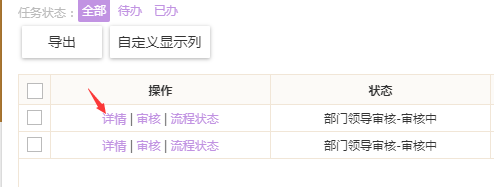 任务状态： 全部 待办 已办
导出 自定义显示列
操作 状态
详情 | 审核 | 流程状态 部门领导审核-审核中
详情 | 审核 | 流程状态 部门领导审核-审核中